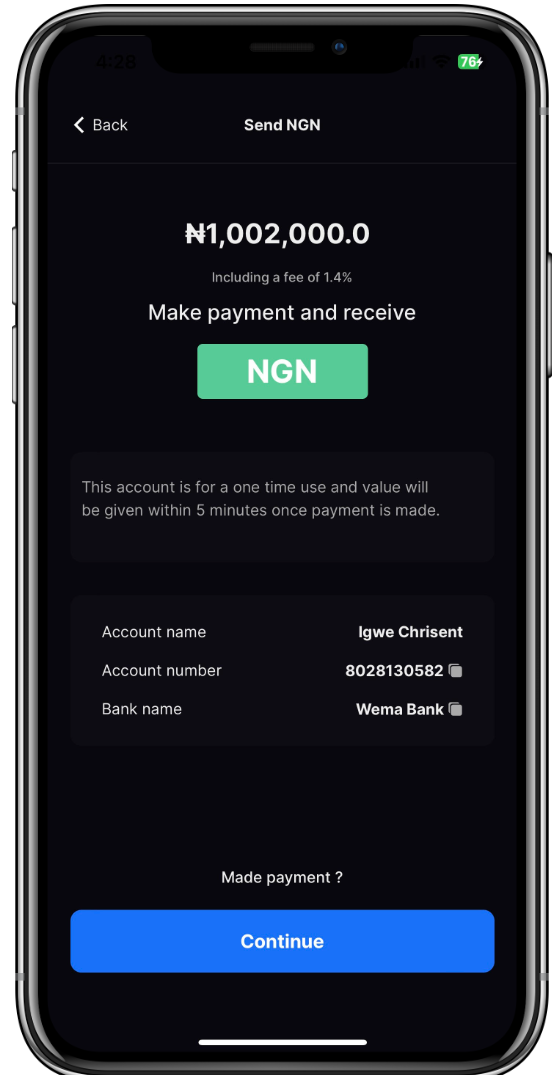 4:28
76
Back
Send NGN
₦1,002,000.0
Including a fee of 1.4%
Make payment and receive
NGN
This account is for a one time use and value will
be given within 5 minutes once payment is made.
Account name Igwe Chrisent
Account number 8028130582
Bank name Wema Bank
Made payment ?
Continue